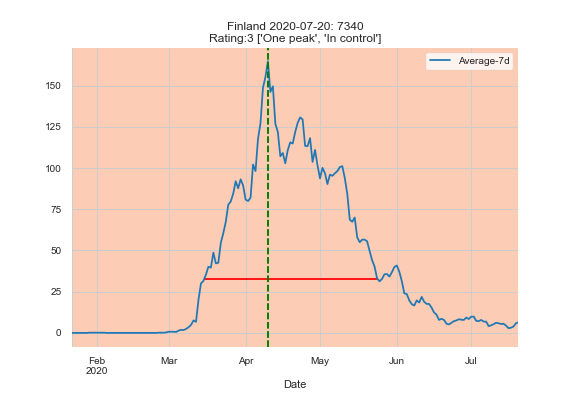 Finland 2020-07-20: 7340
Rating:3 ['One peak', 'In control']
Average-7d
150
125
100
75
50
25
0
Feb
2020
Mar
Apr
May
Jun
Jul
Date